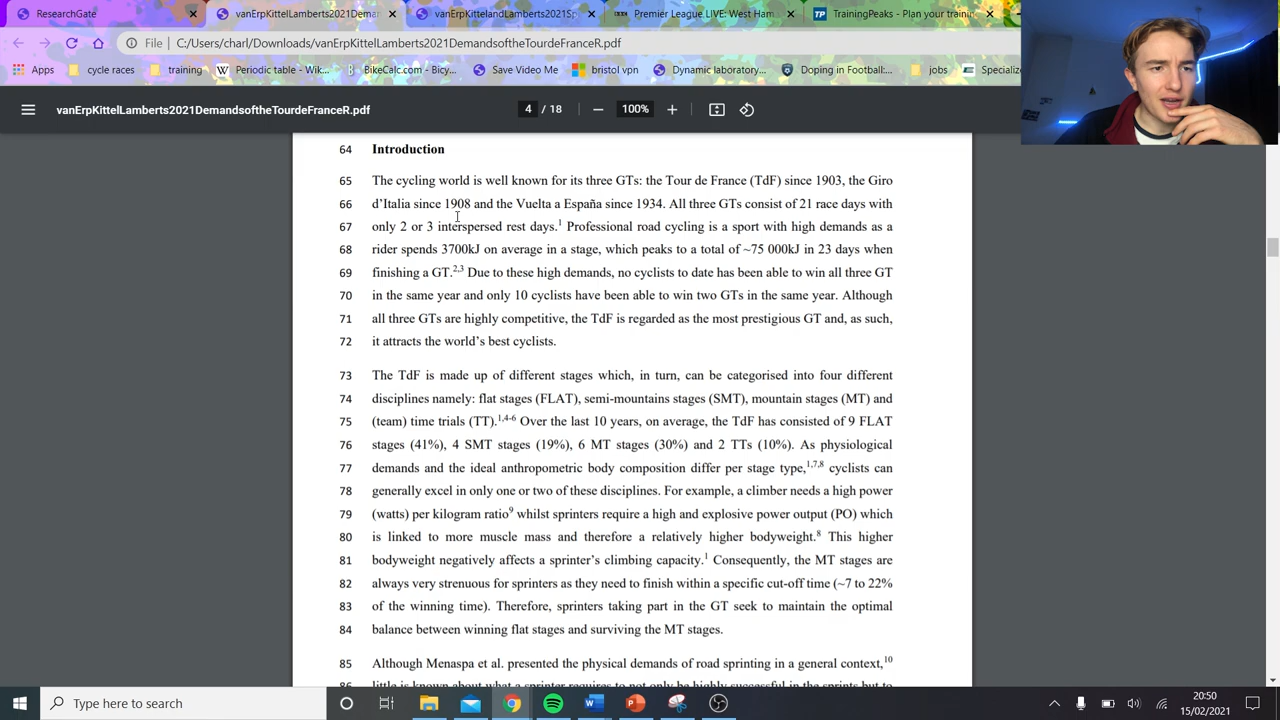 ResearchGate
vanErpKittelLamberts2021Dema
vanErpKittelandLamberts2021Sp
Premier League LIVE: West Ham
TrainingPeaks - Plan your trainin
File
C:/Users/charl/Downloads/vanErpKittelLamberts2021DemandsoftheTourdeFranceR.pdf
Apps
cycle races
training
Periodic table - Wik...
BikeCalc.com - Bicy...
Save Video Me
bristol vpn
Dynamic laboratory...
Doping in Football:...
jobs
Specializ
vanErpKittelLamberts2021DemandsoftheTourdeFranceR.pdf
4 / 18
100%
64 Introduction
65 The cycling world is well known for its three GTs: the Tour de France (TdF) since 1903, the Giro
66 d’Italia since 1908 and the Vuelta a España since 1934. All three GTs consist of 21 race days with
67 only 2 or 3 interspersed rest days.1 Professional road cycling is a sport with high demands as a
68 rider spends 3700kJ on average in a stage, which peaks to a total of ~75 000kJ in 23 days when
69 finishing a GT.2,3 Due to these high demands, no cyclists to date has been able to win all three GT
70 in the same year and only 10 cyclists have been able to win two GTs in the same year. Although
71 all three GTs are highly competitive, the TdF is regarded as the most prestigious GT and, as such,
72 it attracts the world’s best cyclists.
73 The TdF is made up of different stages which, in turn, can be categorised into four different
74 disciplines namely: flat stages (FLAT), semi-mountains stages (SMT), mountain stages (MT) and
75 (team) time trials (TT).1,4-6 Over the last 10 years, on average, the TdF has consisted of 9 FLAT
76 stages (41%), 4 SMT stages (19%), 6 MT stages (30%) and 2 TTs (10%). As physiological
77 demands and the ideal anthropometric body composition differ per stage type,1,7,8 cyclists can
78 generally excel in only one or two of these disciplines. For example, a climber needs a high power
79 (watts) per kilogram ratio9 whilst sprinters require a high and explosive power output (PO) which
80 is linked to more muscle mass and therefore a relatively higher bodyweight.8 This higher
81 bodyweight negatively affects a sprinter’s climbing capacity.1 Consequently, the MT stages are
82 always very strenuous for sprinters as they need to finish within a specific cut-off time (~7 to 22%
83 of the winning time). Therefore, sprinters taking part in the GT seek to maintain the optimal
84 balance between winning flat stages and surviving the MT stages.
85 Although Menaspa et al. presented the physical demands of road sprinting in a general context,10
86 little is known about what a sprinter requires to not only be highly successful in the sprints but to
Type here to search
20:50
15/02/2021